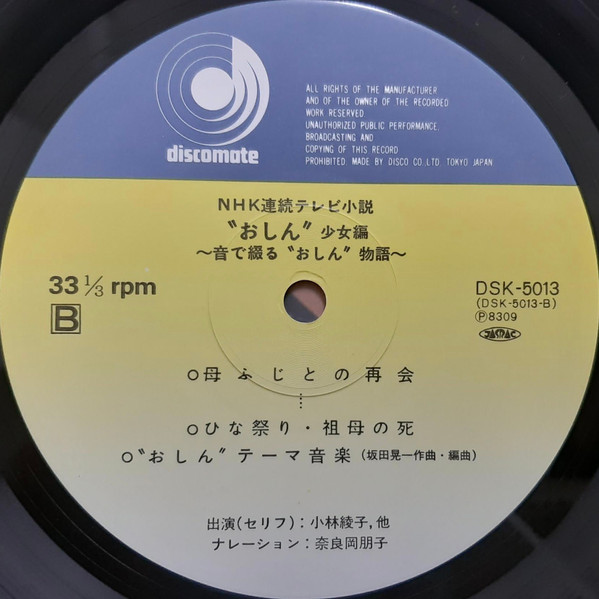 discomate
ALL RIGHTS OF THE MANUFACTURER
AND OF THE OWNER OF THE RECORDED
WORK RESERVED
UNAUTHORIZED PUBLIC PERFORMANCE.
BROADCASTING AND
COPYING OF THIS RECORD
PROHIBITED MADE BY DISCO CO.,LTD. TOKYO JAPAN
NHK連続テレビ小説
〝おしん〞少女編
〜音で綴る〝おしん〞物語〜
33 1/3 rpm
B
DSK-5013
(DSK-5013-B)
Ⓟ8309
JASRAC
○母ふじとの再会
⋮
○ひな祭り・祖母の死
○〝おしん〞テーマ音楽(坂田晃一作曲・編曲)
出演(セリフ):小林綾子,他
ナレーション:奈良岡朋子